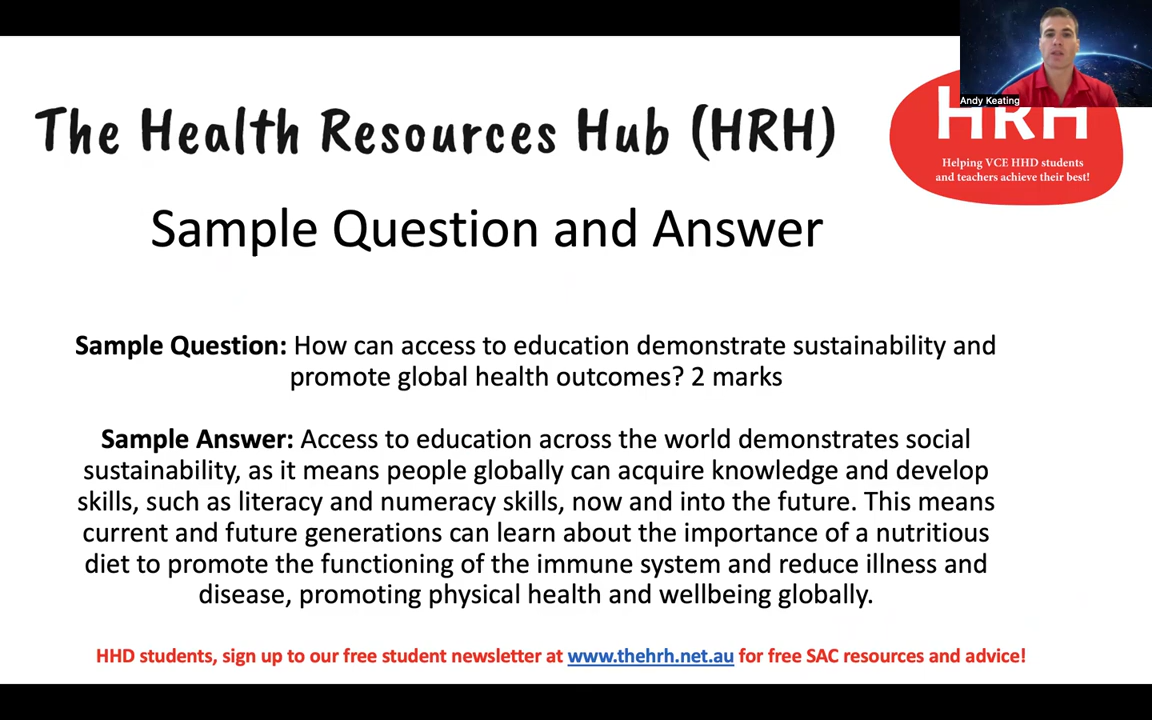 The Health Resources Hub (HRH)
Andy Keating
HRH
Helping VCE HHD students
and teachers achieve their best!
Sample Question and Answer
Sample Question: How can access to education demonstrate sustainability and
promote global health outcomes? 2 marks
Sample Answer: Access to education across the world demonstrates social
sustainability, as it means people globally can acquire knowledge and develop
skills, such as literacy and numeracy skills, now and into the future. This means
current and future generations can learn about the importance of a nutritious
diet to promote the functioning of the immune system and reduce illness and
disease, promoting physical health and wellbeing globally.
HHD students, sign up to our free student newsletter at www.thehrh.net.au for free SAC resources and advice!